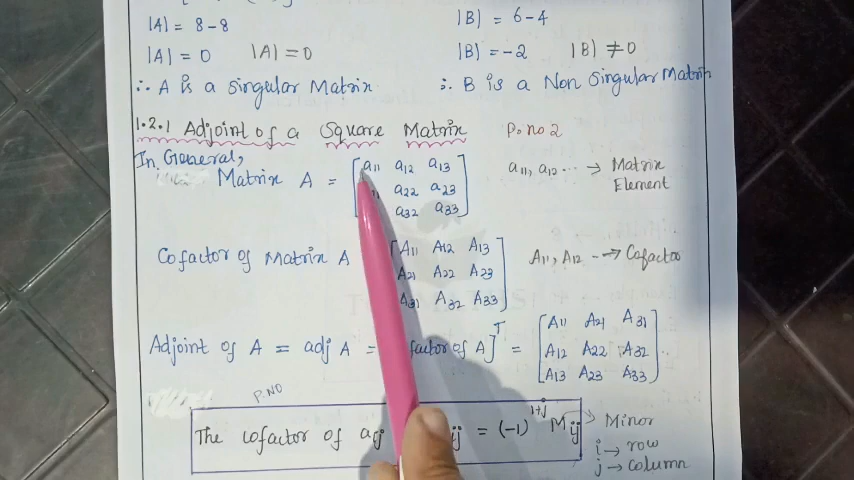 |A| = 8-8
|B| = 6-4
|A| = 0 |A| = 0
|B| = -2 |B| ≠ 0
∴ A is a Singular Matrix
∴ B is a Non Singular Matrix
1.2.1 Adjoint of a Square Matrix P.no 2
In General,
Matrix A = [a11 a12 a13
a22 a23
a32 a33]
a11, a12 ... → Matrix
Element
Cofactor of Matrix A [A11 A12 A13
A21 A22 A23
A31 A32 A33]
A11, A12 --→ Cofactor
Adjoint of A = adj A = factor of A]T = [A11 A21 A31
A12 A22 A32
A13 A23 A33]
P.NO
The cofactor of aij ij = (-1)i+j Mij
→ Minor
i → row
j → column